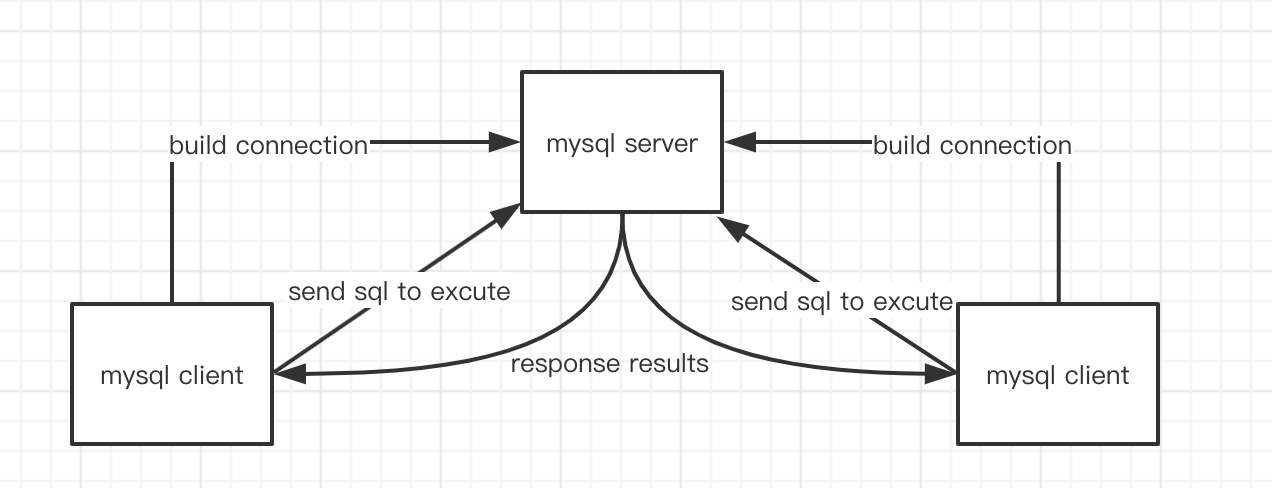 mysql server
build connection
build connection
send sql to excute
send sql to excute
response results
mysql client
mysql client